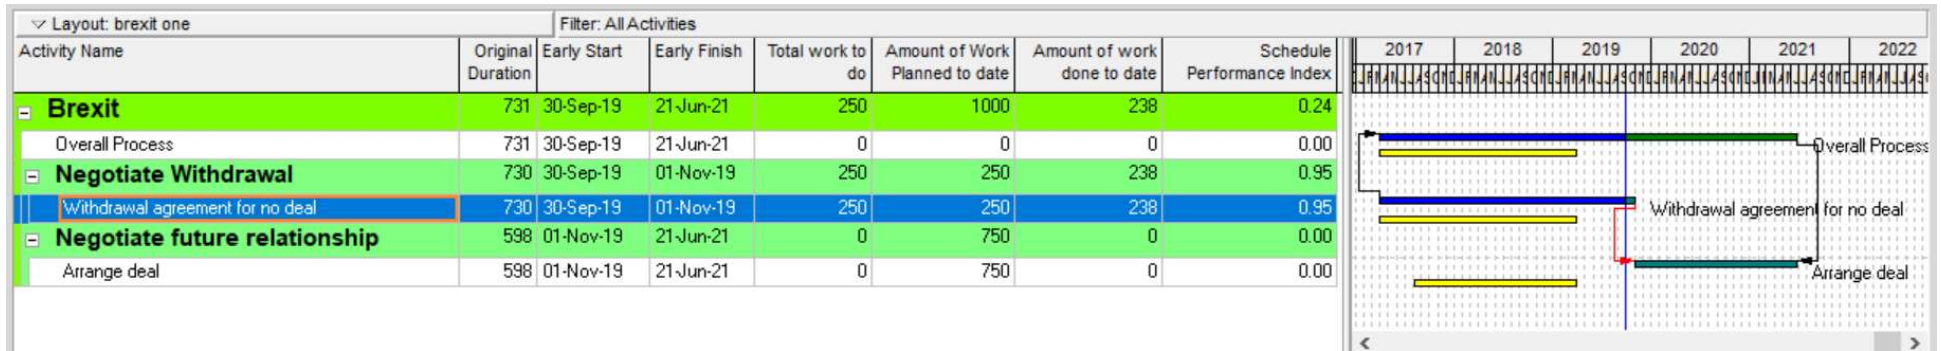 Layout: brexit one Filter: All Activities
Activity Name Original Duration Early Start Early Finish Total work to do Amount of Work Planned to date Amount of work done to date Schedule Performance Index 2017 2018 2019 2020 2021 2022
Brexit 731 30-Sep-19 21-Jun-21 250 1000 238 0.24
Overall Process 731 30-Sep-19 21-Jun-21 0 0 0 0.00 Overall Process
Negotiate Withdrawal 730 30-Sep-19 01-Nov-19 250 250 238 0.95
Withdrawal agreement for no deal 730 30-Sep-19 01-Nov-19 250 250 238 0.95 Withdrawal agreement for no deal
Negotiate future relationship 598 01-Nov-19 21-Jun-21 0 750 0 0.00
Arrange deal 598 01-Nov-19 21-Jun-21 0 750 0 0.00 Arrange deal